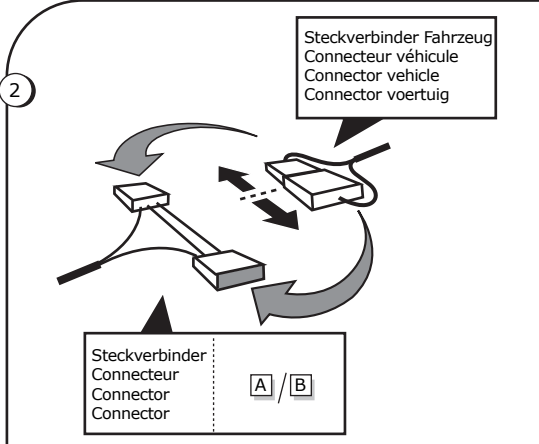 Steckverbinder Fahrzeug
Connecteur véhicule
Connector vehicle
Connector voertuig
2
Steckverbinder
Connecteur
Connector
Connector
A / B